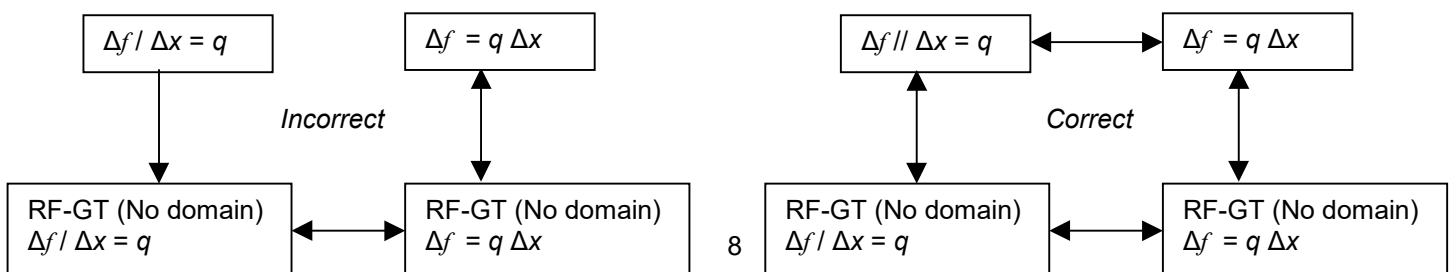 Δf / Δx = q
Δf = q Δx
Δf // Δx = q
Δf = q Δx
Incorrect
Correct
RF-GT (No domain)
Δf / Δx = q
RF-GT (No domain)
Δf = q Δx
8
RF-GT (No domain)
Δf / Δx = q
RF-GT (No domain)
Δf = q Δx